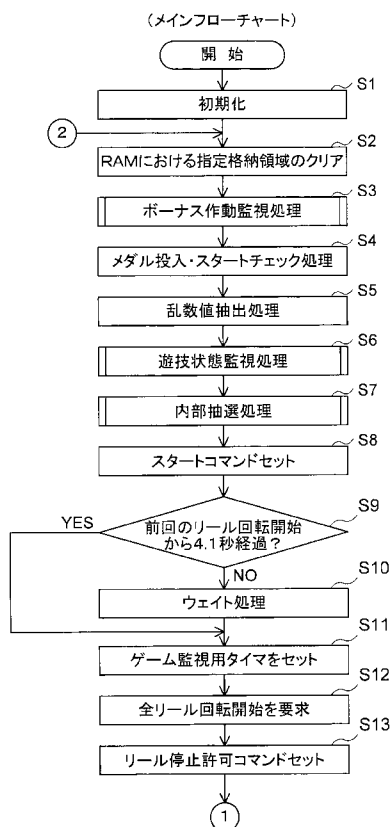 (メインフローチャート)
開 始
S1
初期化
2
S2
RAMにおける指定格納領域のクリア
S3
ボーナス作動監視処理
S4
メダル投入・スタートチェック処理
S5
乱数値抽出処理
S6
遊技状態監視処理
S7
内部抽選処理
S8
スタートコマンドセット
S9
YES
前回のリール回転開始
から4.1秒経過?
NO
S10
ウェイト処理
S11
ゲーム監視用タイマをセット
S12
全リール回転開始を要求
S13
リール停止許可コマンドセット
1